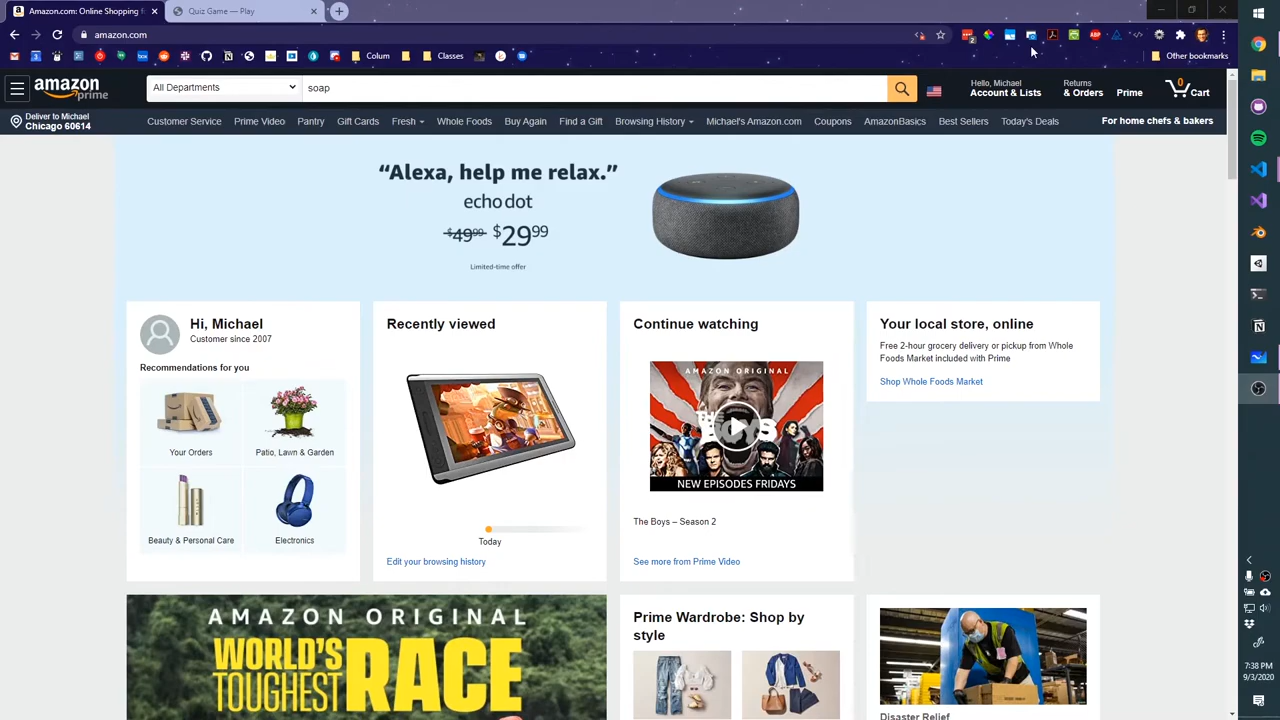 Amazon.com: Online Shopping f
Quiz Game — Play
amazon.com
Colum
Classes
Other bookmarks
amazon
prime
All Departments
soap
Hello, Michael
Account & Lists
Returns
& Orders
Prime
0
Cart
Deliver to Michael
Chicago 60614
Customer Service
Prime Video
Pantry
Gift Cards
Fresh
Whole Foods
Buy Again
Find a Gift
Browsing History
Michael's Amazon.com
Coupons
AmazonBasics
Best Sellers
Today's Deals
For home chefs & bakers
“Alexa, help me relax.”
echo dot
$4999 $2999
Limited-time offer
Hi, Michael
Customer since 2007
Recommendations for you
Your Orders
Patio, Lawn & Garden
Beauty & Personal Care
Electronics
Recently viewed
Today
Edit your browsing history
Continue watching
AMAZON ORIGINAL
THE
BOYS
NEW EPISODES FRIDAYS
The Boys – Season 2
See more from Prime Video
Your local store, online
Free 2-hour grocery delivery or pickup from Whole
Foods Market included with Prime
Shop Whole Foods Market
AMAZON ORIGINAL
WORLD'S
TOUGHEST
RACE
Prime Wardrobe: Shop by
style
Disaster Relief
7:38 PM
9/3/2020